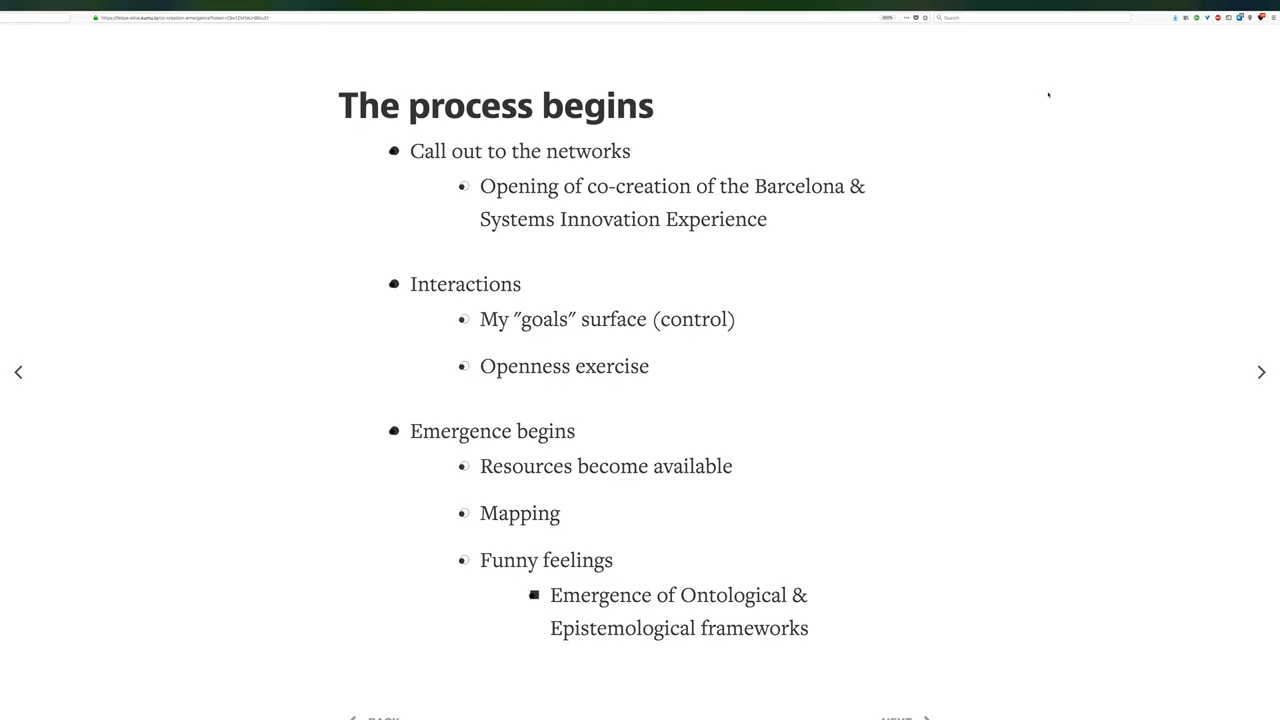 300%
Search
The process begins
Call out to the networks
Opening of co-creation of the Barcelona &
Systems Innovation Experience
Interactions
My "goals" surface (control)
Openness exercise
Emergence begins
Resources become available
Mapping
Funny feelings
Emergence of Ontological &
Epistemological frameworks